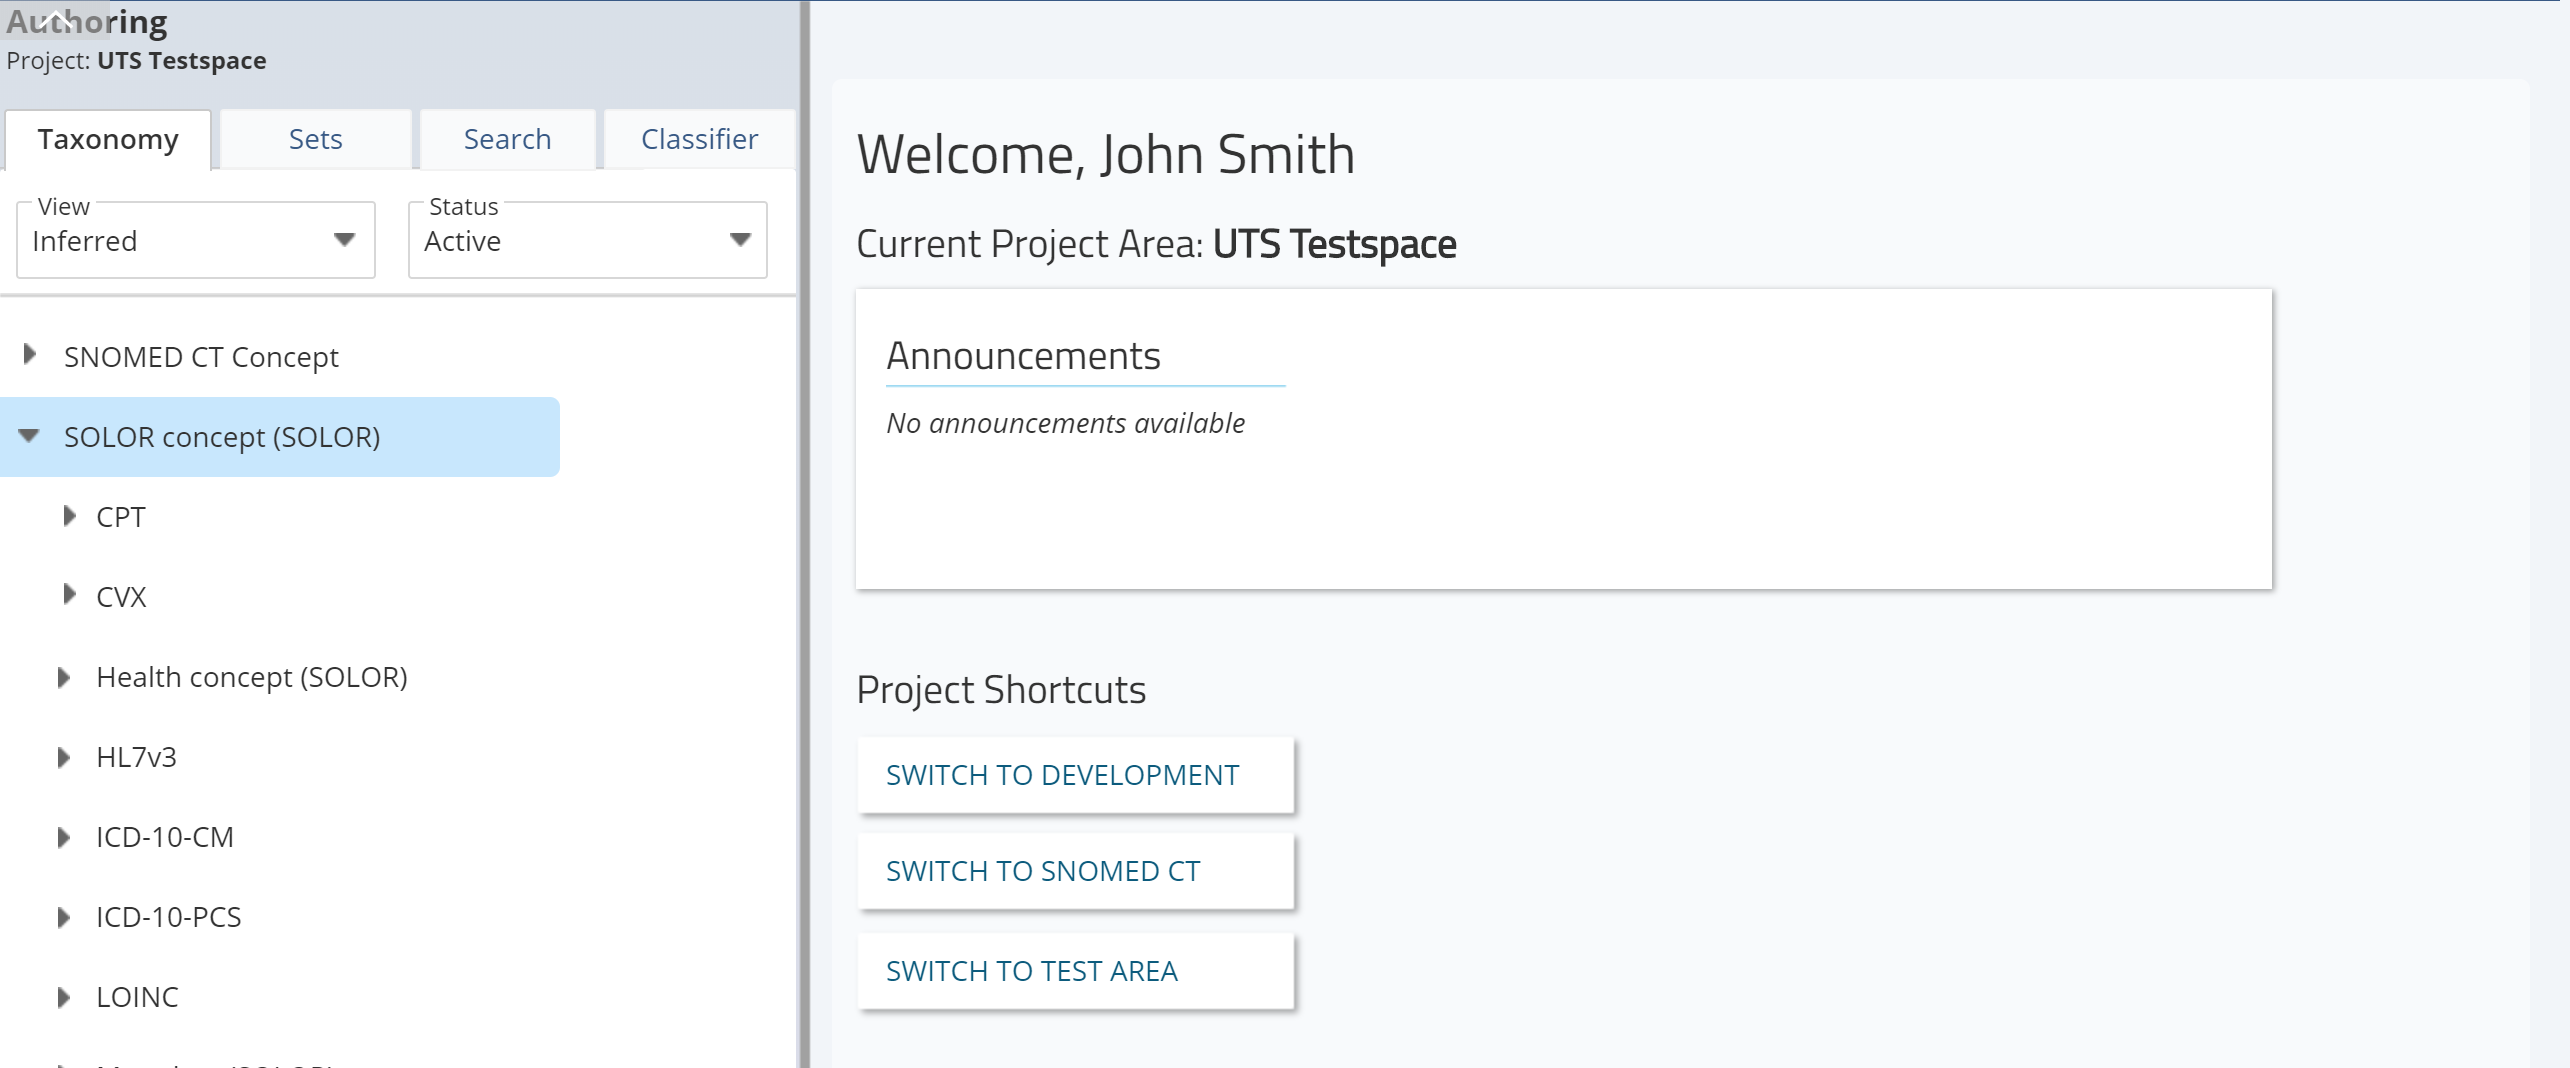 Authoring
Project: UTS Testspace
Taxonomy
Sets
Search
Classifier
View
Inferred
Status
Active
SNOMED CT Concept
SOLOR concept (SOLOR)
CPT
CVX
Health concept (SOLOR)
HL7v3
ICD-10-CM
ICD-10-PCS
LOINC
Welcome, John Smith
Current Project Area: UTS Testspace
Announcements
No announcements available
Project Shortcuts
SWITCH TO DEVELOPMENT
SWITCH TO SNOMED CT
SWITCH TO TEST AREA